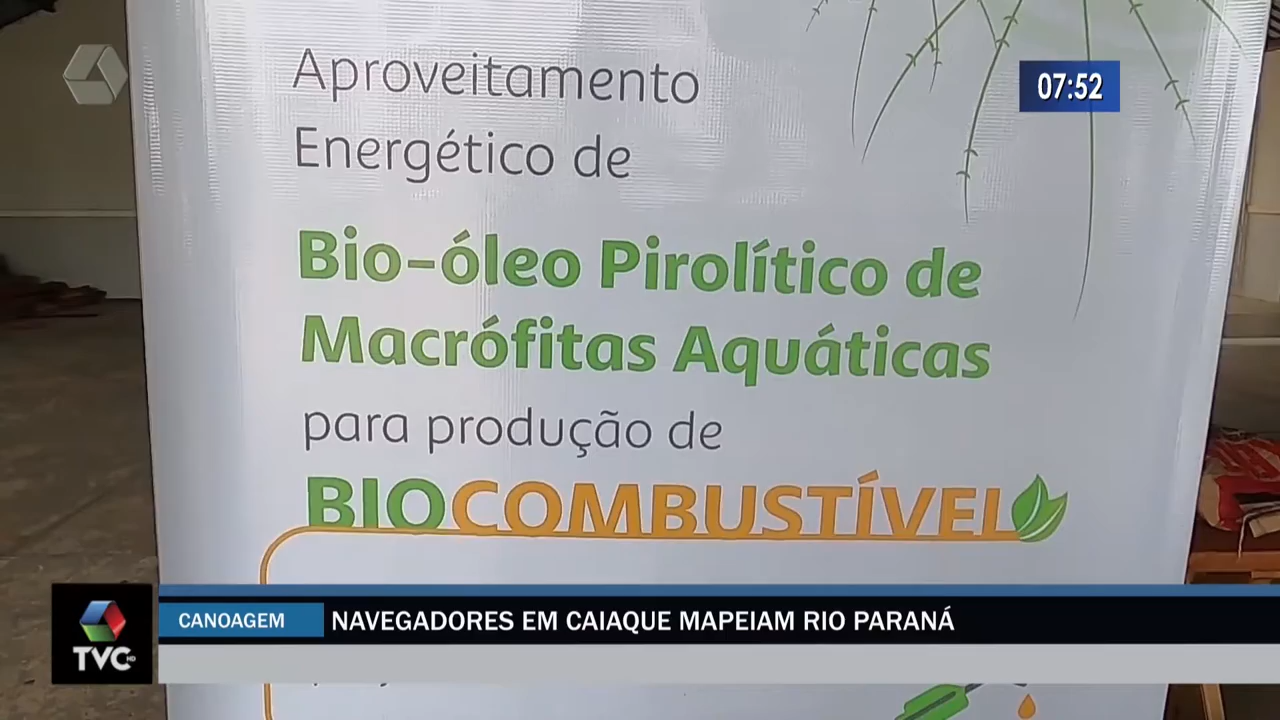 Aproveitamento
07:52
Energético de
Bio-óleo Pirolítico de
Macrófitas Aquáticas
para produção de
BIOCOMBUSTÍVEL
CANOAGEM
NAVEGADORES EM CAIAQUE MAPEIAM RIO PARANÁ
TVC HD